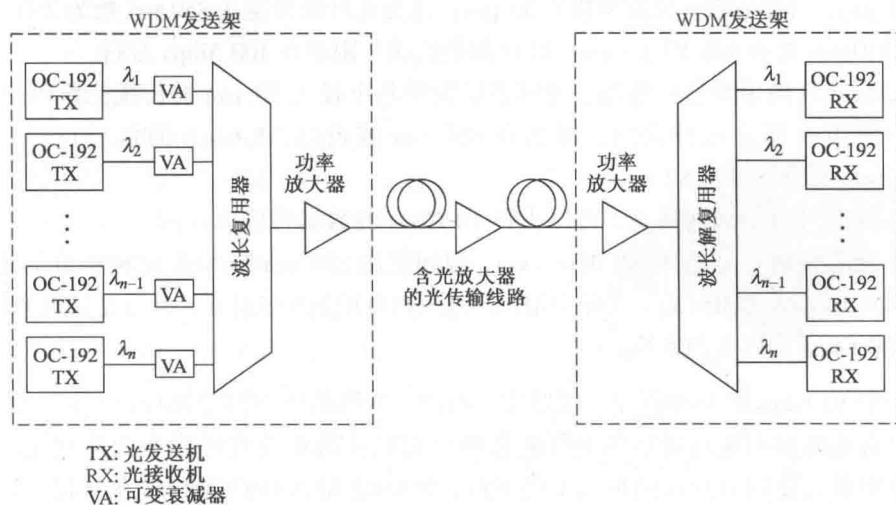 WDM发送架
OC-192
TX
λ1
VA
OC-192
TX
λ2
VA
OC-192
TX
λn−1
VA
OC-192
TX
λn
VA
波长复用器
功率
放大器
含光放大器
的光传输线路
WDM发送架
功率
放大器
波长解复用器
λ1
OC-192
RX
λ2
OC-192
RX
λn−1
OC-192
RX
λn
OC-192
RX
TX: 光发送机
RX: 光接收机
VA: 可变衰减器